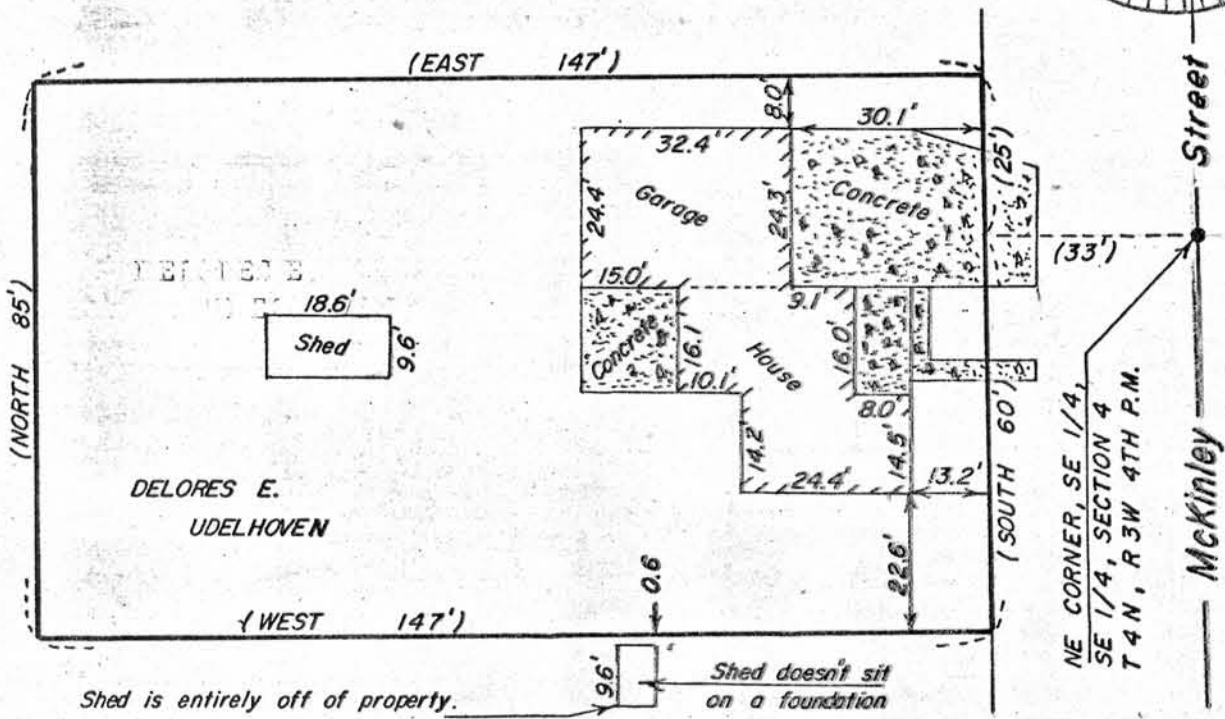 (EAST 147')
8.0'
30.1'
32.4'
(25')
Street
24.4'
Garage
24.3'
Concrete
(33')
15.0'
9.1'
18.6'
Shed
9.6'
(NORTH 85')
Concrete
16.1
House
16.0'
10.1'
8.0'
14.2'
14.5'
24.4'
13.2'
(SOUTH 60')
DELORES E.
UDELHOVEN
NE CORNER, SE 1/4,
SE 1/4, SECTION 4
T 4 N, R 3W 4TH P.M.
McKinley
0.6
22.6'
(WEST 147')
9.6'
Shed doesn't sit
on a foundation
Shed is entirely off of property.